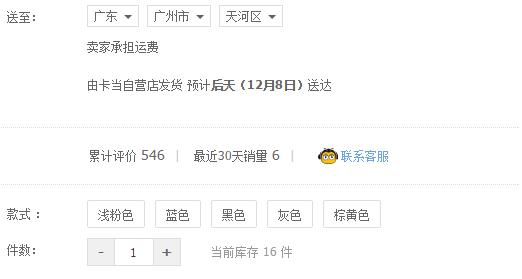 送至： 广东 广州市 天河区
卖家承担运费
由卡当自营店发货 预计后天（12月8日）送达
累计评价 546 | 最近30天销量 6 | 联系客服
款式： 浅粉色 蓝色 黑色 灰色 棕黄色
件数： - 1 + 当前库存 16 件